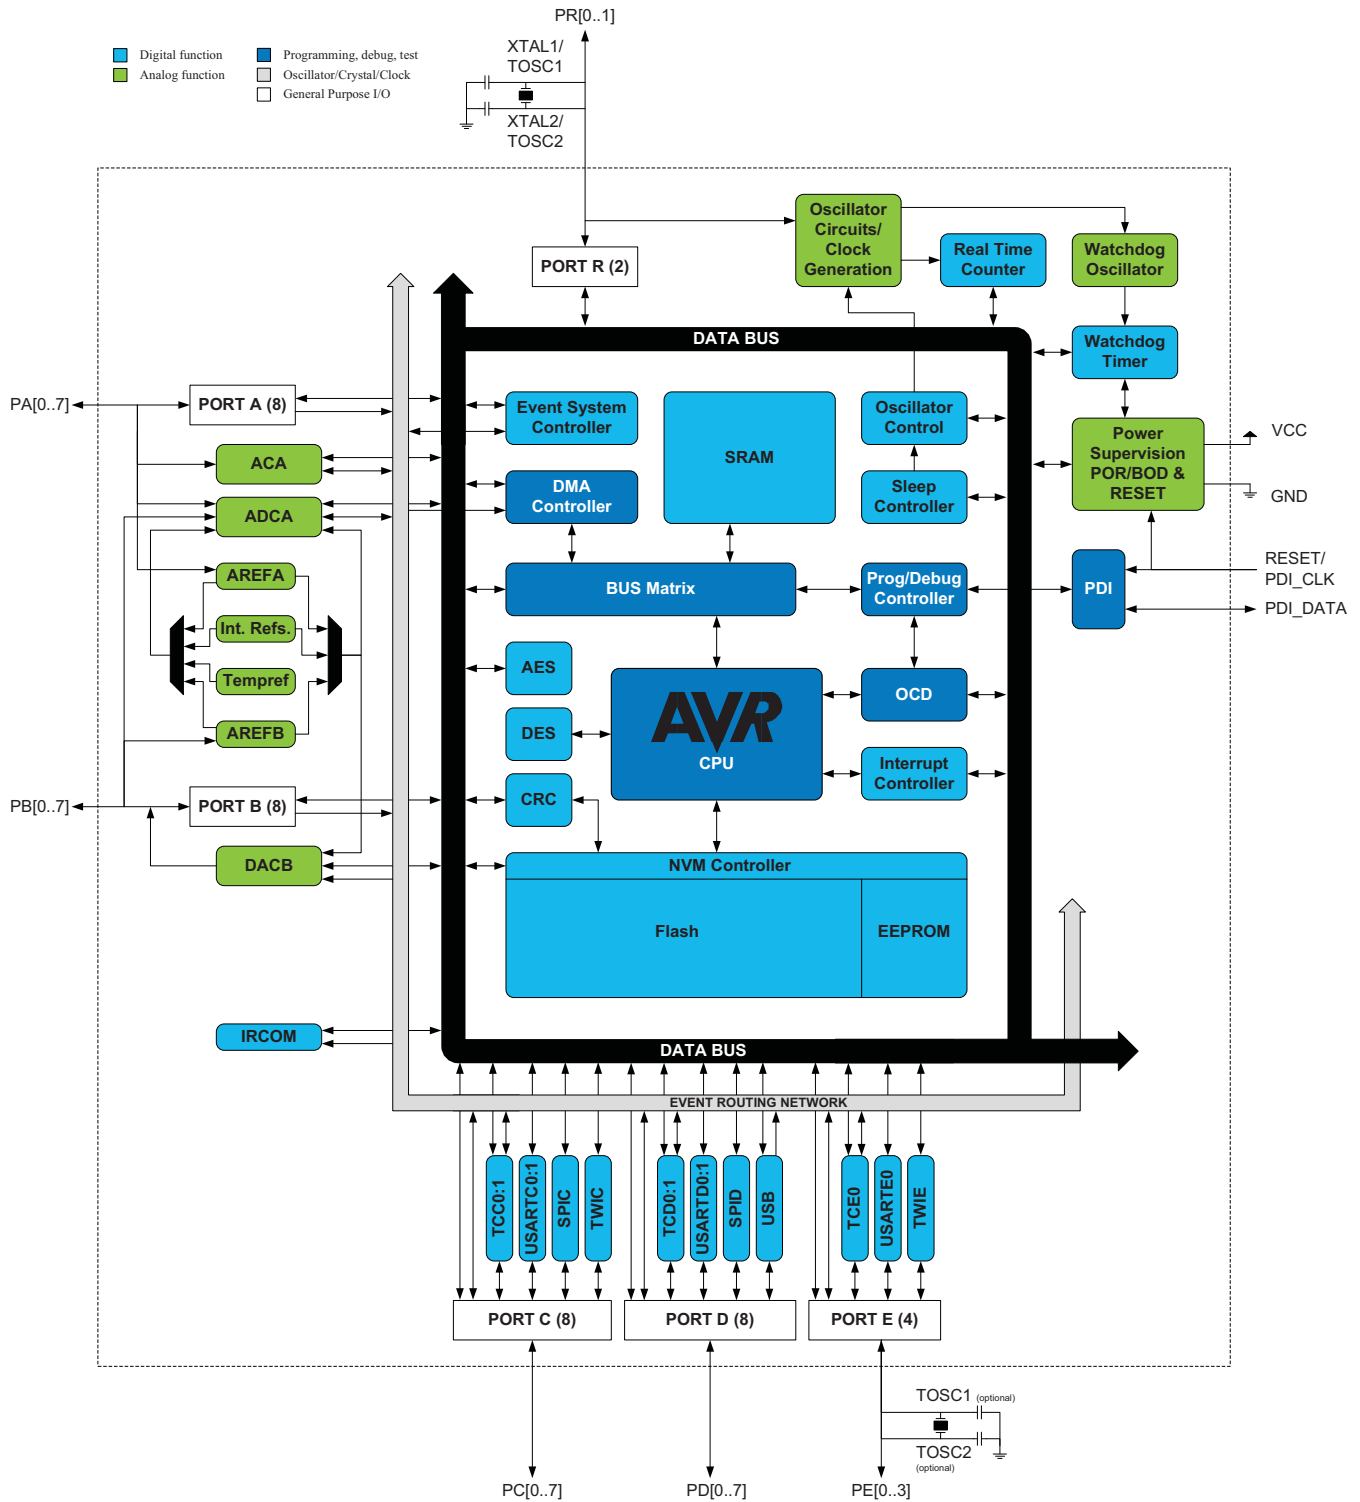 PR[0..1]
XTAL1/
TOSC1
Digital function
Programming, debug, test
Analog function
Oscillator/Crystal/Clock
General Purpose I/O
XTAL2/
TOSC2
Oscillator
Circuits/
Clock
Generation
Real Time
Counter
Watchdog
Oscillator
PORT R (2)
DATA BUS
Watchdog
Timer
PA[0..7]
PORT A (8)
Event System
Controller
SRAM
Oscillator
Control
Power
Supervision
POR/BOD &
RESET
VCC
GND
ACA
DMA
Controller
Sleep
Controller
ADCA
RESET/
PDI_CLK
PDI_DATA
AREFA
BUS Matrix
Prog/Debug
Controller
PDI
Int. Refs.
AES
Tempref
AVR
CPU
OCD
AREFB
DES
Interrupt
Controller
PB[0..7]
PORT B (8)
CRC
DACB
NVM Controller
Flash
EEPROM
IRCOM
DATA BUS
EVENT ROUTING NETWORK
TCC0:1
USARTC0:1
SPIC
TWIC
TCD0:1
USARTD0:1
SPID
USB
TCE0
USARTE0
TWIE
PORT C (8)
PORT D (8)
PORT E (4)
TOSC1 (optional)
TOSC2
(optional)
PC[0..7]
PD[0..7]
PE[0..3]